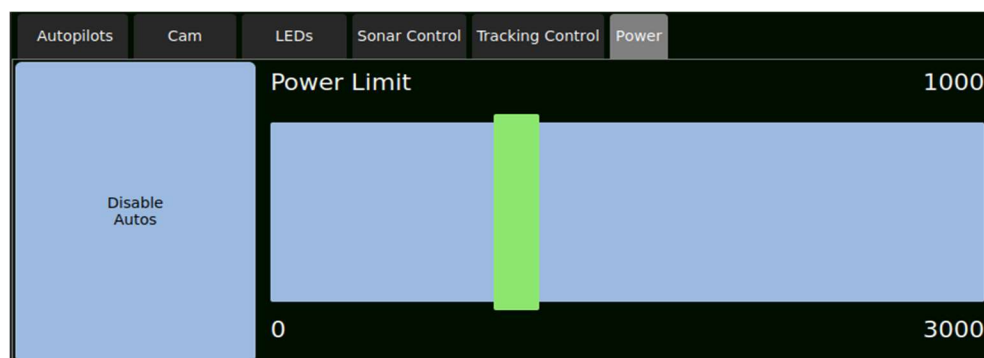 Autopilots Cam LEDs Sonar Control Tracking Control Power
Power Limit 1000
Disable
Autos
0 3000